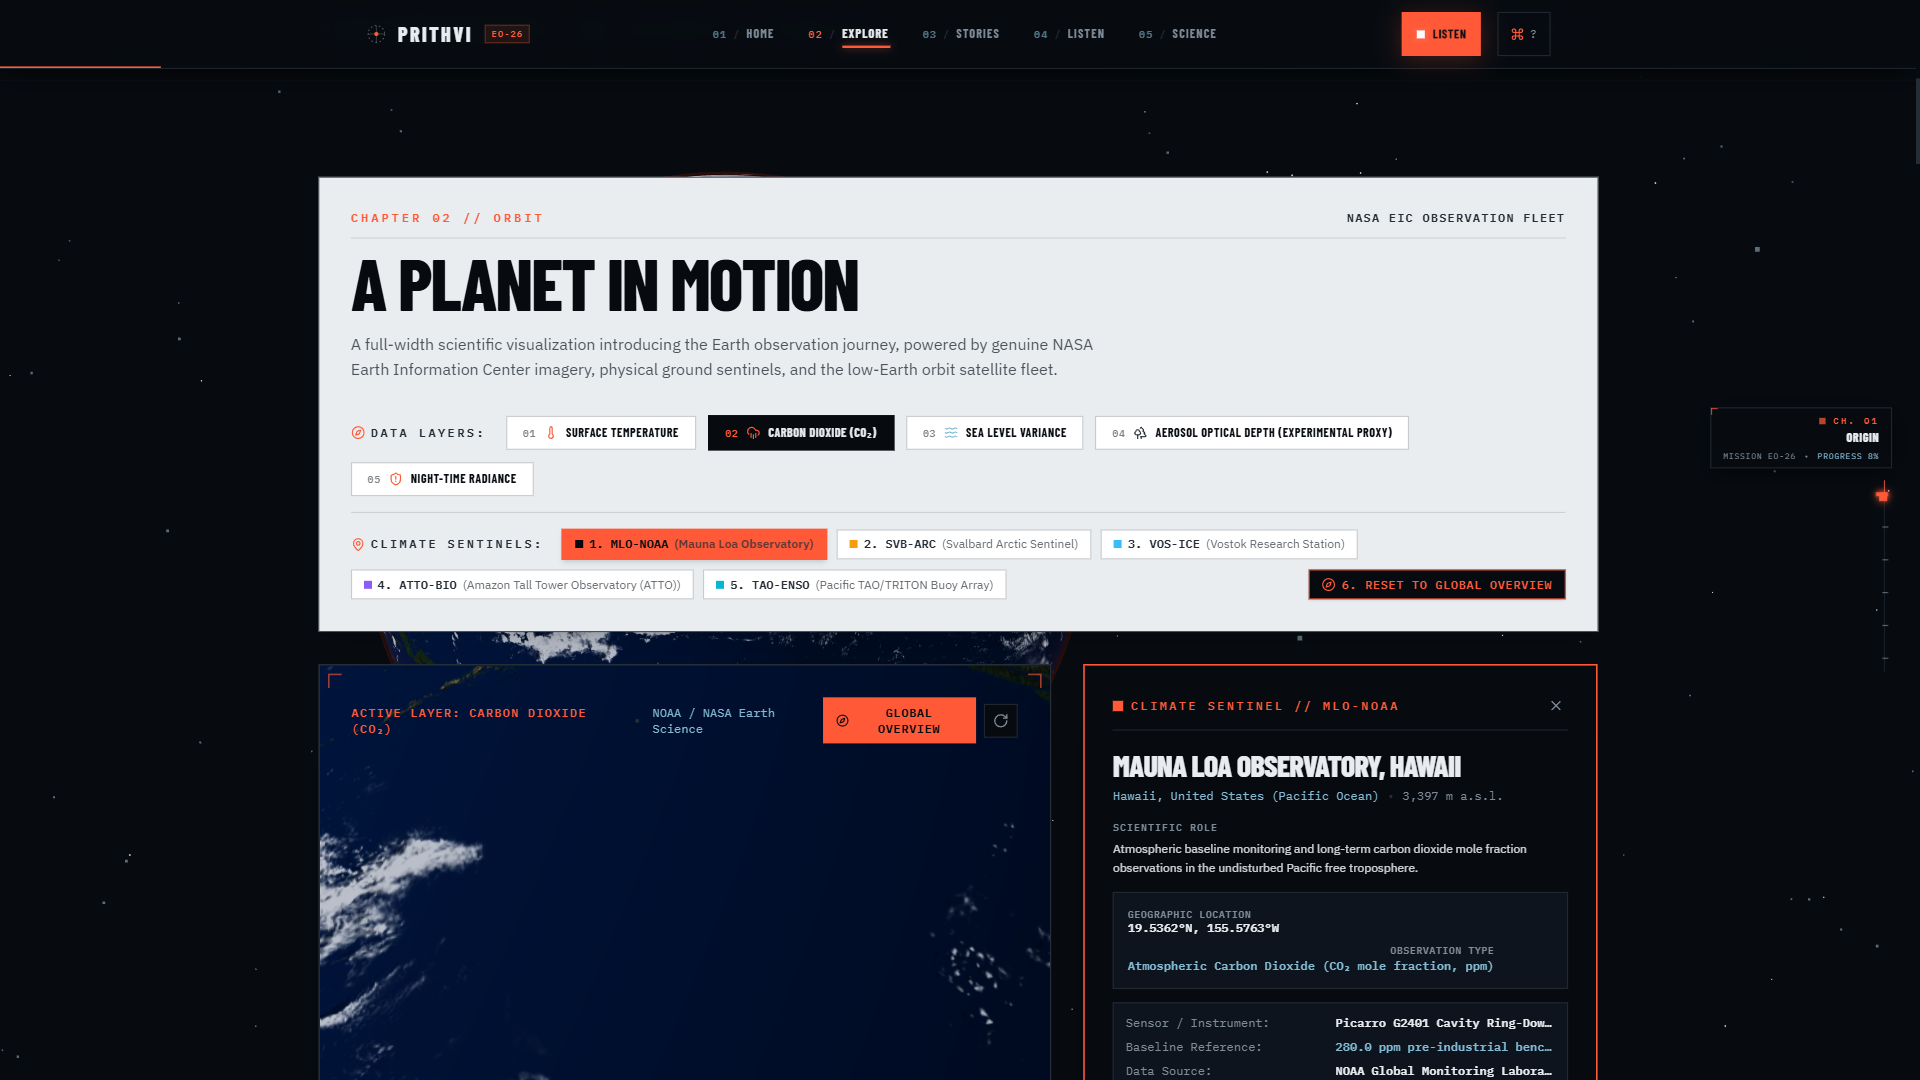 PRITHVI EO-26
01 / HOME 02 / EXPLORE 03 / STORIES 04 / LISTEN 05 / SCIENCE
LISTEN
⌘ ?
CHAPTER 02 // ORBIT
NASA EIC OBSERVATION FLEET
A PLANET IN MOTION
A full-width scientific visualization introducing the Earth observation journey, powered by genuine NASA
Earth Information Center imagery, physical ground sentinels, and the low-Earth orbit satellite fleet.
DATA LAYERS: 01 SURFACE TEMPERATURE 02 CARBON DIOXIDE (CO₂) 03 SEA LEVEL VARIANCE 04 AEROSOL OPTICAL DEPTH (EXPERIMENTAL PROXY)
05 NIGHT-TIME RADIANCE
CLIMATE SENTINELS: 1. MLO-NOAA (Mauna Loa Observatory) 2. SVB-ARC (Svalbard Arctic Sentinel) 3. VOS-ICE (Vostok Research Station)
4. ATTO-BIO (Amazon Tall Tower Observatory (ATTO)) 5. TAO-ENSO (Pacific TAO/TRITON Buoy Array) 6. RESET TO GLOBAL OVERVIEW
CH. 01
ORIGIN
MISSION EO-26 • PROGRESS 8%
ACTIVE LAYER: CARBON DIOXIDE
(CO₂)
NOAA / NASA Earth
Science
GLOBAL
OVERVIEW
CLIMATE SENTINEL // MLO-NOAA
MAUNA LOA OBSERVATORY, HAWAII
Hawaii, United States (Pacific Ocean) • 3,397 m a.s.l.
SCIENTIFIC ROLE
Atmospheric baseline monitoring and long-term carbon dioxide mole fraction
observations in the undisturbed Pacific free troposphere.
GEOGRAPHIC LOCATION
19.5362°N, 155.5763°W
OBSERVATION TYPE
Atmospheric Carbon Dioxide (CO₂ mole fraction, ppm)
Sensor / Instrument: Picarro G2401 Cavity Ring-Dow…
Baseline Reference: 280.0 ppm pre-industrial benc…
Data Source: NOAA Global Monitoring Labora…